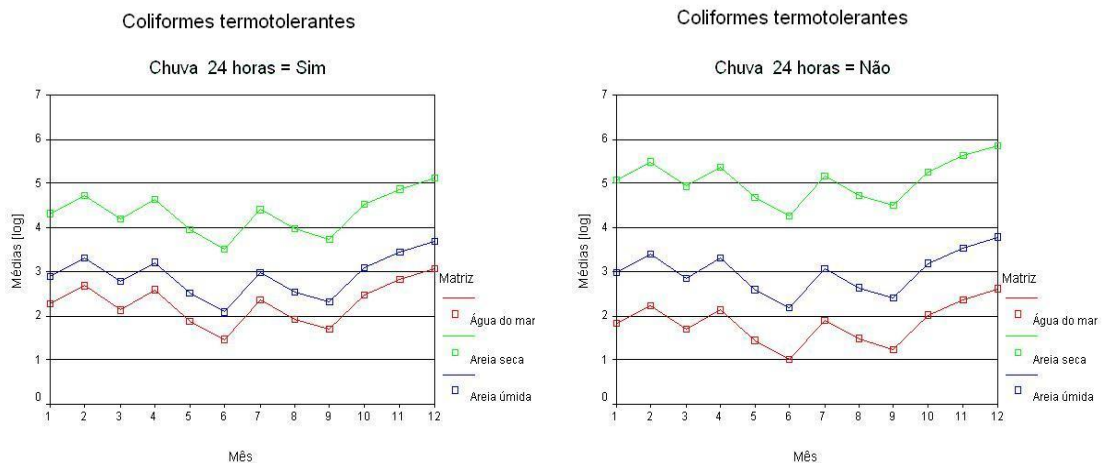 Coliformes termotolerantes
Chuva 24 horas = Sim
Médias [log]
7
6
5
4
3
2
1
0
1 2 3 4 5 6 7 8 9 10 11 12
Mês
Matriz
Água do mar
Areia seca
Areia úmida
Coliformes termotolerantes
Chuva 24 horas = Não
Médias [log]
7
6
5
4
3
2
1
0
1 2 3 4 5 6 7 8 9 10 11 12
Mês
Matriz
Água do mar
Areia seca
Areia úmida